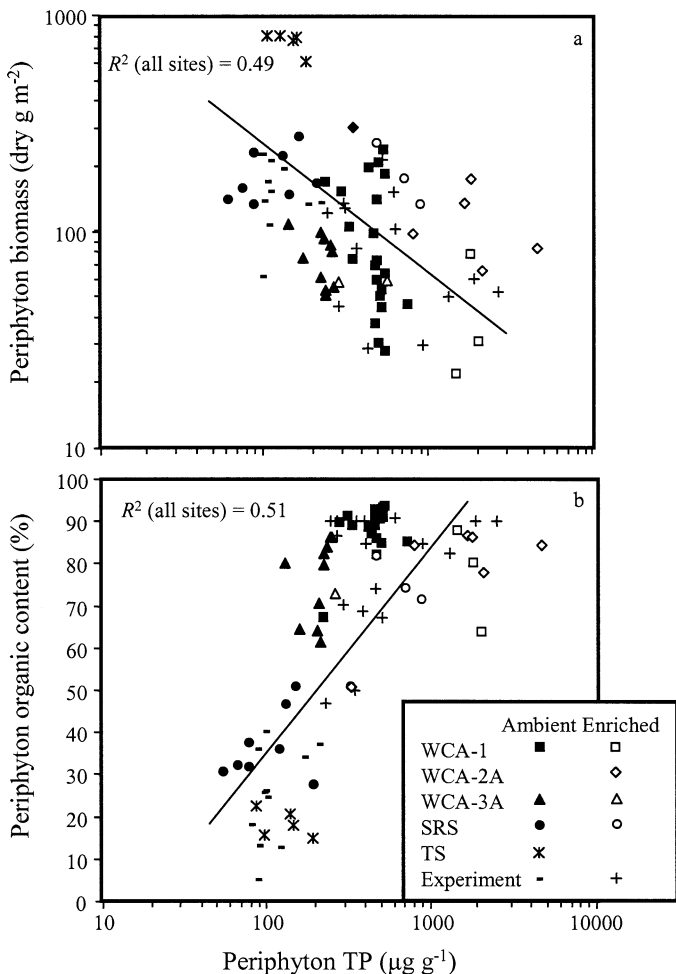 1000
a
R² (all sites) = 0.49
Periphyton biomass (dry g m⁻²)
100
10
100
b
R² (all sites) = 0.51
90
80
70
60
50
40
30
20
10
0
Periphyton organic content (%)
Ambient Enriched
WCA-1
WCA-2A
WCA-3A
SRS
TS
Experiment
10
100
1000
10000
Periphyton TP (µg g⁻¹)